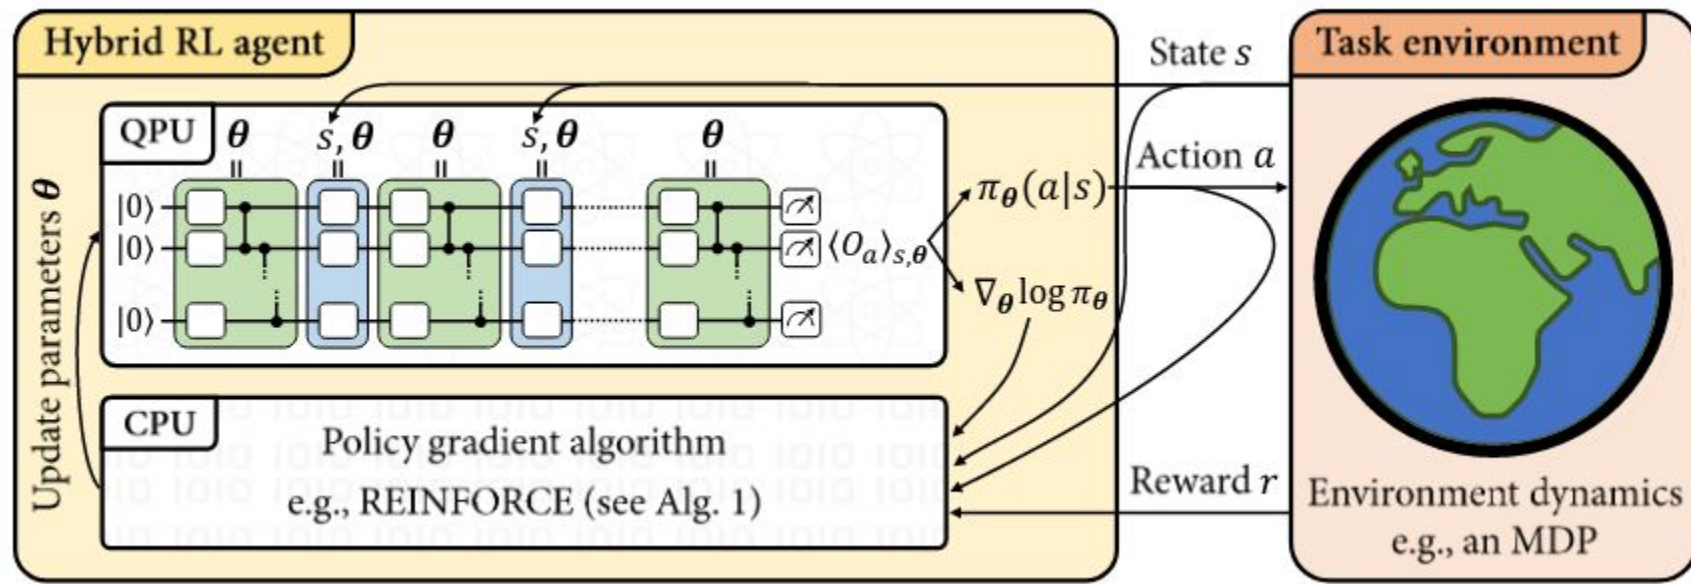 Hybrid RL agent
State s
Task environment
QPU
θ
s, θ
θ
s, θ
θ
Action a
|0⟩
|0⟩
|0⟩
⟨O_a⟩_{s,θ}
π_θ(a|s)
∇_θ log π_θ
Update parameters θ
CPU
Policy gradient algorithm
e.g., REINFORCE (see Alg. 1)
Reward r
Environment dynamics
e.g., an MDP